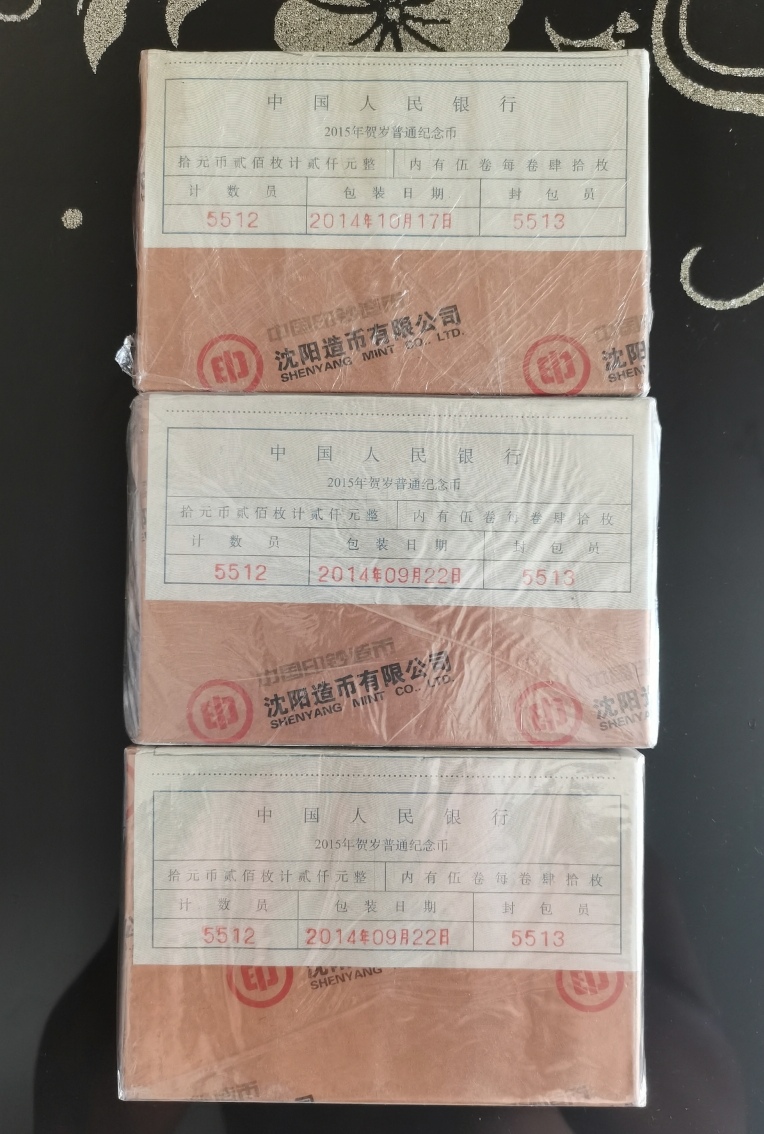 中国人民银行
2015年贺岁普通纪念币
拾元币贰佰枚计贰仟元整 内有伍卷每卷肆拾枚
计数员 包装日期 封包员
5512 2014年10月17日 5513
印 沈阳造币有限公司 印 沈阳
SHENYANG MINT CO., LTD. SHENY
中国人民银行
2015年贺岁普通纪念币
拾元币贰佰枚计贰仟元整 内有伍卷每卷肆拾枚
计数员 包装日期 封包员
5512 2014年09月22日 5513
印 沈阳造币有限公司 印 沈阳
SHENYANG MINT CO., LTD. SHENYA
中国人民银行
2015年贺岁普通纪念币
拾元币贰佰枚计贰仟元整 内有伍卷每卷肆拾枚
计数员 包装日期 封包员
5512 2014年09月22日 5513
印 SHENYANG 印